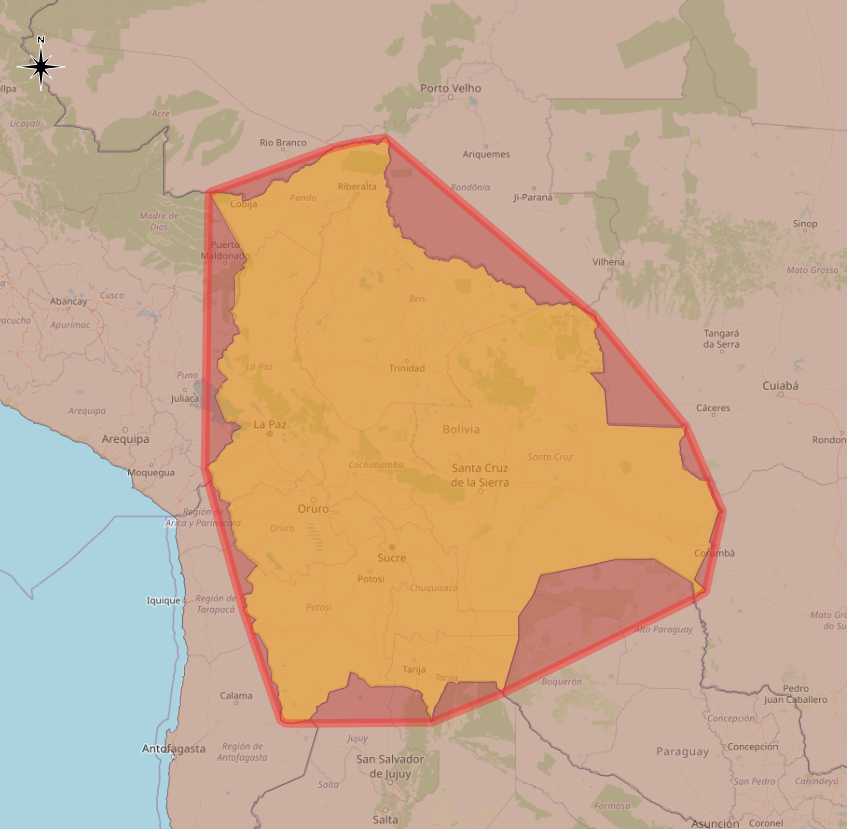 N
Porto Velho
llpa
Acre
Ucayali
Rio Branco
Ariquemes
Riberalta
Rondônia
Ji-Paraná
Pando
Cobija
Madre de
Dios
Sinop
Puerto
Maldonado
Vilhena
Mato Grosso
Cusco
Abancay
Beni
Apurímac
acucho
Tangará
da Serra
La Paz
Trinidad
Puno
Juliaca
Cuiabá
Arequipa
Cáceres
La Paz
Bolivia
Arequipa
Rondon
Santa Cruz
Cochabamba
Santa Cruz
de la Sierra
Moquegua
Oruro
Región de
Arica y Parinacota
Oruro
Corumbá
Sucre
Potosí
Chuquisaca
Iquique
Región de
Tarapacá
Potosí
Mato Gro
do Su
Alto Paraguay
Tarija
Tarija
Boquerón
Calama
Pedro
Juan Caballero
Concepción
Jujuy
Antofagasta
Región de
Antofagasta
Paraguay
Concepción
San Salvador
de Jujuy
Salta
San Pedro
Canindeyú
Formosa
Salta
Asunción
Coronel